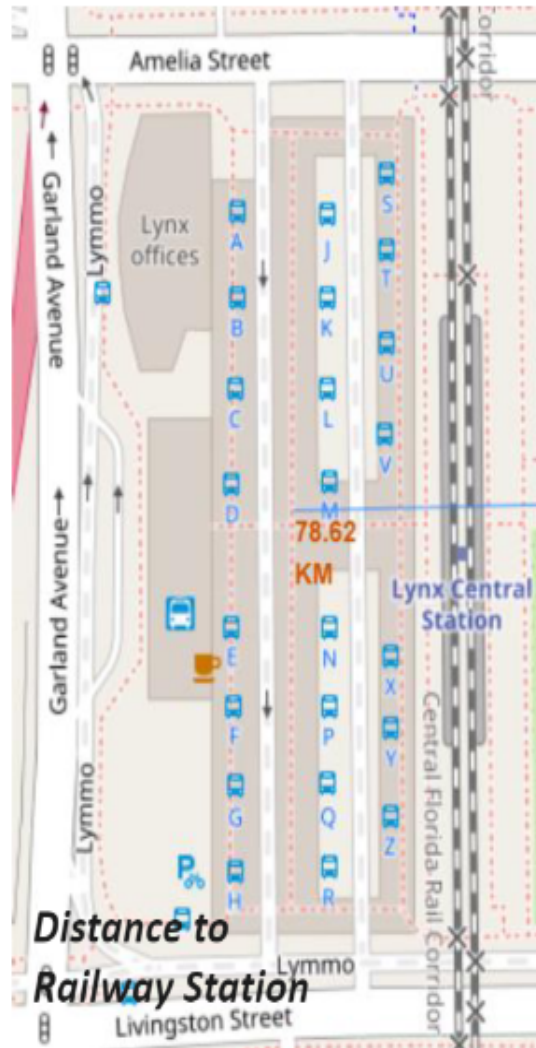 Corridor
Amelia Street
Garland Avenue
Lymmo
Lynx
offices
A
B
C
D
E
F
G
H
J
K
L
M
N
P
Q
R
S
T
U
V
X
Y
Z
78.62
KM
Lynx Central
Station
Garland Avenue
Lymmo
Central Florida Rail Corridor
P
Distance to
Railway Station
Lymmo
Livingston Street